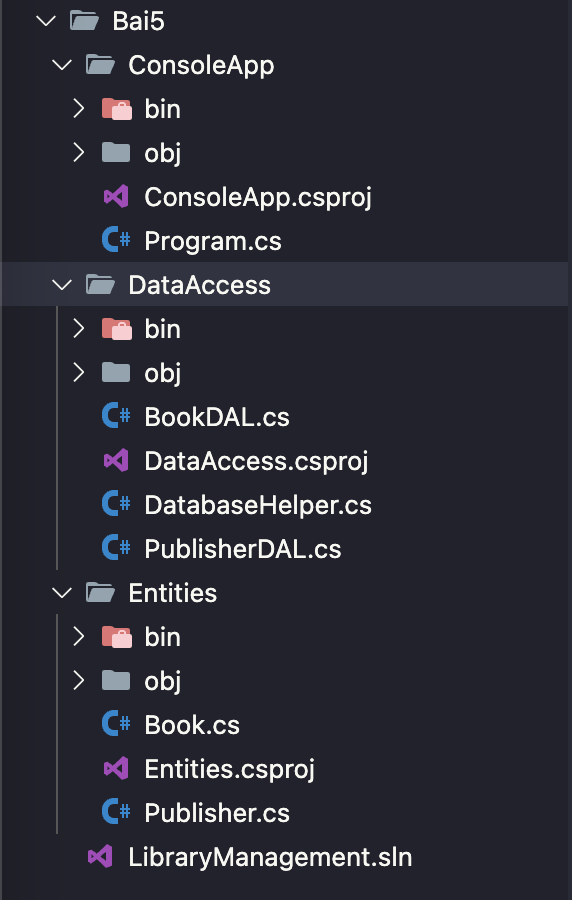 Bai5
ConsoleApp
bin
obj
ConsoleApp.csproj
Program.cs
DataAccess
bin
obj
BookDAL.cs
DataAccess.csproj
DatabaseHelper.cs
PublisherDAL.cs
Entities
bin
obj
Book.cs
Entities.csproj
Publisher.cs
LibraryManagement.sln